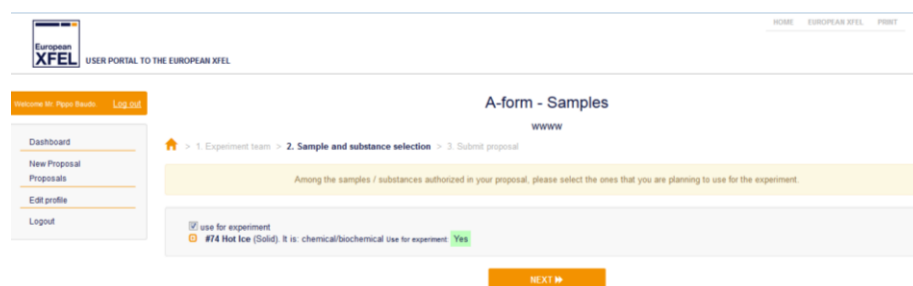 HOME EUROPEAN XFEL PRINT
European
XFEL
USER PORTAL TO THE EUROPEAN XFEL
Welcome Mr. Pippo Baudo. Log out
A-form - Samples
wwww
Dashboard
New Proposal
Proposals
Edit profile
Logout
> 1. Experiment team > 2. Sample and substance selection > 3. Submit proposal
Among the samples / substances authorized in your proposal, please select the ones that you are planning to use for the experiment.
use for experiment
#74 Hot Ice (Solid). It is: chemical/biochemical Use for experiment: Yes
NEXT